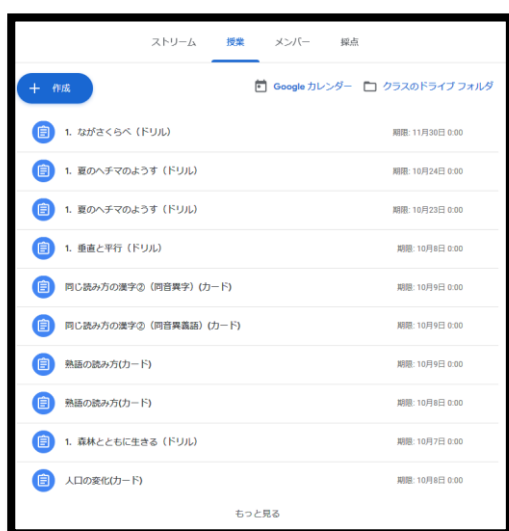 ストリーム 授業 メンバー 採点
+ 作成 Google カレンダー クラスのドライブ フォルダ
1. ながさくらべ（ドリル） 期限: 11月30日 0:00
1. 夏のヘチマのようす（ドリル） 期限: 10月24日 0:00
1. 夏のヘチマのようす（ドリル） 期限: 10月23日 0:00
1. 垂直と平行（ドリル） 期限: 10月8日 0:00
同じ読み方の漢字②（同音異字）(カード) 期限: 10月9日 0:00
同じ読み方の漢字②（同音異義語）(カード) 期限: 10月9日 0:00
熟語の読み方(カード) 期限: 10月9日 0:00
熟語の読み方(カード) 期限: 10月8日 0:00
1. 森林とともに生きる（ドリル） 期限: 10月7日 0:00
人口の変化(カード) 期限: 10月8日 0:00
もっと見る